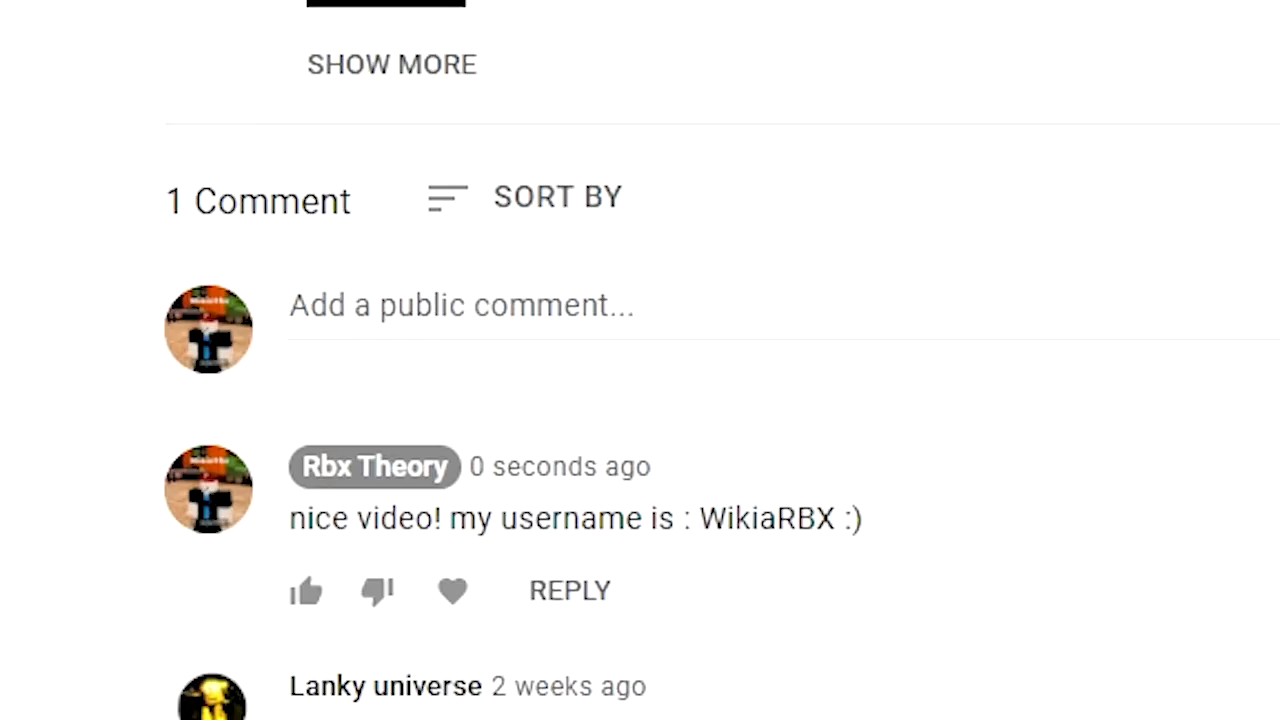 SHOW MORE
1 Comment
SORT BY
Add a public comment...
Rbx Theory 0 seconds ago
nice video! my username is : WikiaRBX :)
REPLY
Lanky universe 2 weeks ago